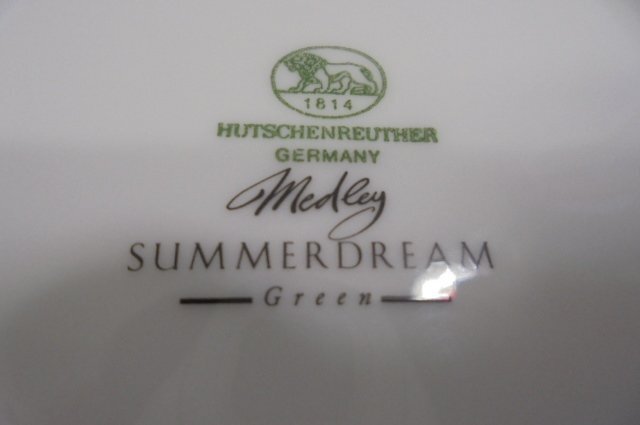 1814
HUTSCHENREUTHER
GERMANY
Medley
SUMMERDREAM
Green